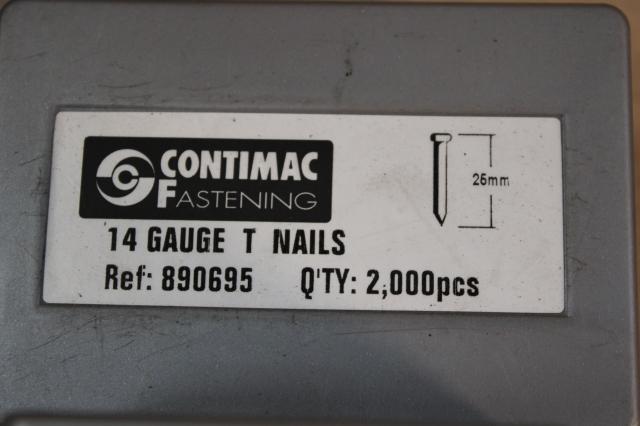 CONTIMAC
FASTENING
25mm
14 GAUGE T NAILS
Ref: 890695 Q'TY: 2,000pcs